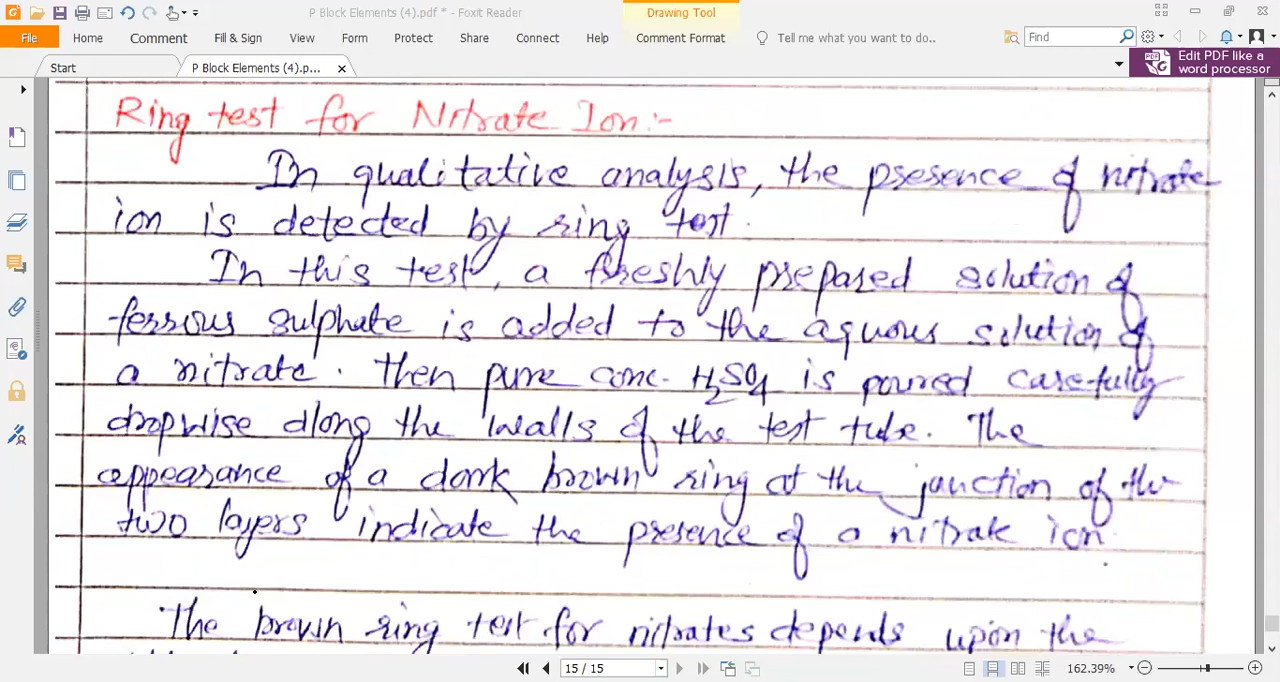 P Block Elements (4).pdf * - Foxit Reader
Drawing Tool
File Home Comment Fill & Sign View Form Protect Share Connect Help Comment Format Tell me what you want to do.. Find
Start P Block Elements (4.p...
Edit PDF like a
word processor
Ring test for Nitrate Ion :-
In qualitative analysis, the presence of nitrate
ion is detected by ring test.
In this test, a freshly prepared solution of
ferrous sulphate is added to the aquous solution of
a nitrate. Then pure conc. H2SO4 is poured carefully
dropwise along the walls of the test tube. The
appearance of a dark brown ring at the junction of the
two layers indicate the presence of a nitrate ion.
The brown ring test for nitrates depends upon the
15 / 15
162.39%